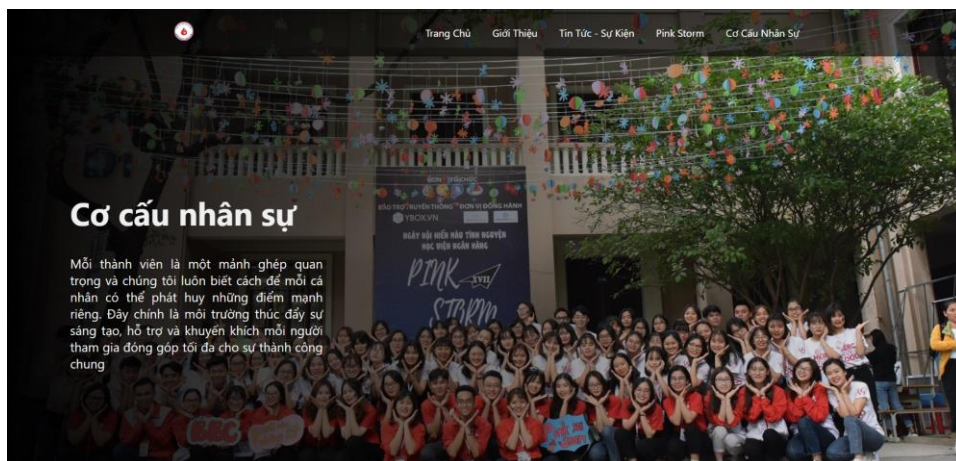 Trang Chủ Giới Thiệu Tin Tức - Sự Kiện Pink Storm Cơ Cấu Nhân Sự
Cơ cấu nhân sự
Mỗi thành viên là một mảnh ghép quan
trọng và chúng tôi luôn biết cách để mỗi cá
nhân có thể phát huy những điểm mạnh
riêng. Đây chính là môi trường thúc đẩy sự
sáng tạo, hỗ trợ và khuyến khích mỗi người
tham gia đóng góp tối đa cho sự thành công
chung
BẢO TRỢ TRUYỀN THÔNG ĐƠN VỊ ĐỒNG HÀNH
YBOX.VN
NGÀY HỘI HIẾN MÁU TÌNH NGUYỆN
HỌC VIỆN NGÂN HÀNG
PINK XVII
STORM
BBC